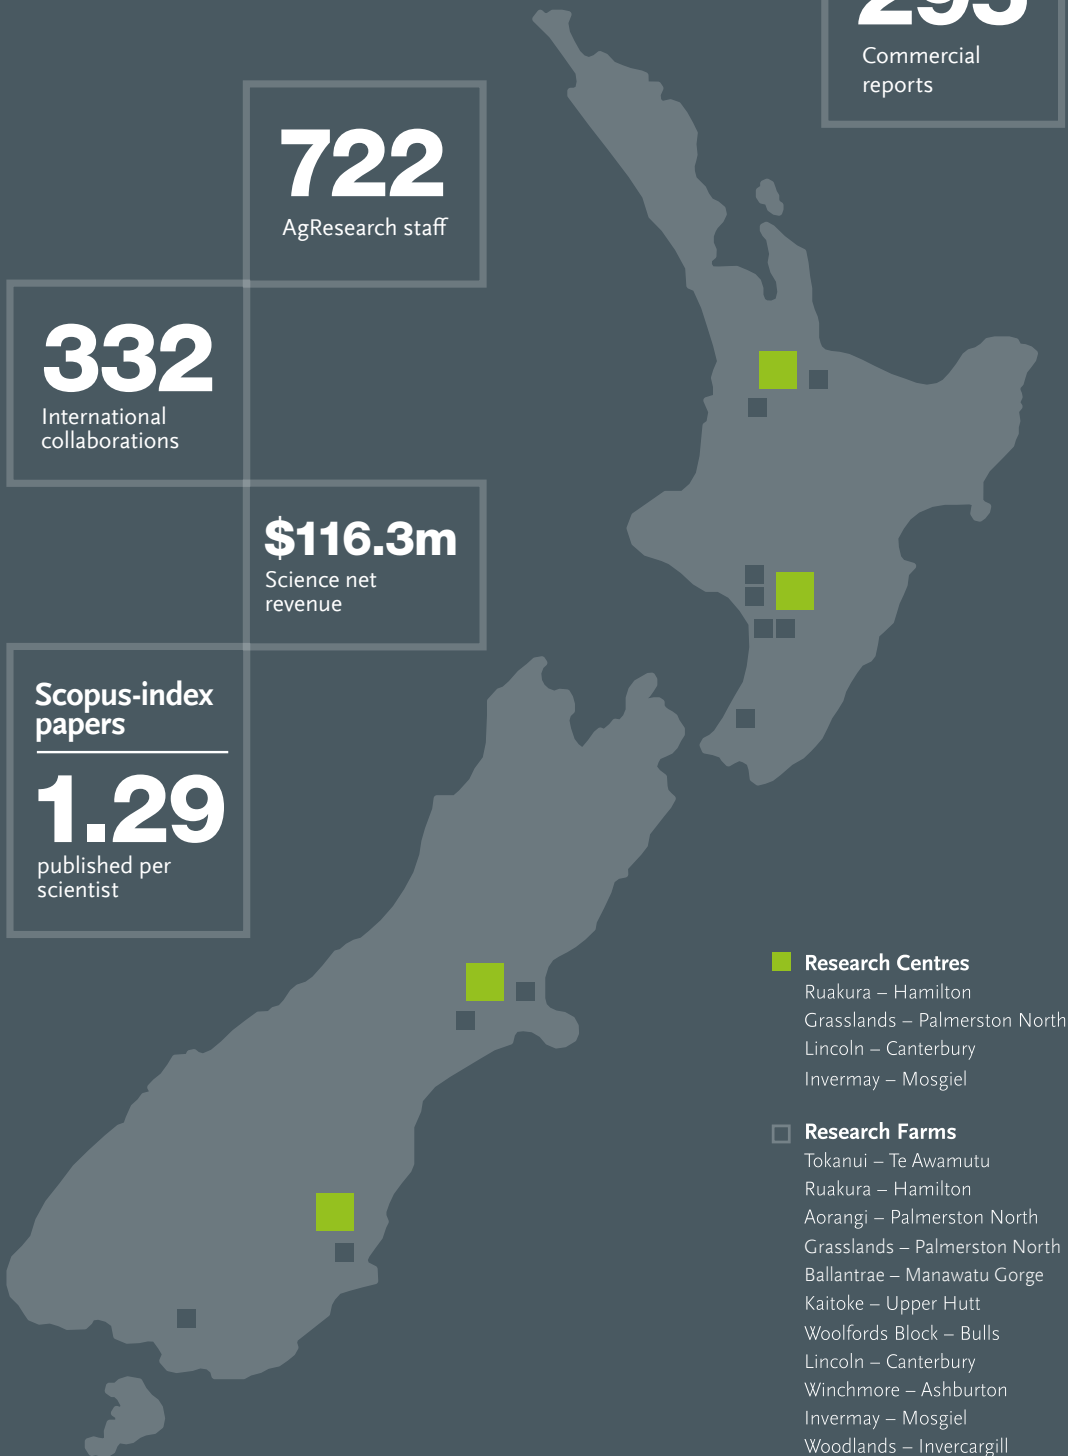 295
Commercial
reports
722
AgResearch staff
332
International
collaborations
$116.3m
Science net
revenue
Scopus-index
papers
1.29
published per
scientist
Research Centres
Ruakura – Hamilton
Grasslands – Palmerston North
Lincoln – Canterbury
Invermay – Mosgiel
Research Farms
Tokanui – Te Awamutu
Ruakura – Hamilton
Aorangi – Palmerston North
Grasslands – Palmerston North
Ballantrae – Manawatu Gorge
Kaitoke – Upper Hutt
Woolfords Block – Bulls
Lincoln – Canterbury
Winchmore – Ashburton
Invermay – Mosgiel
Woodlands – Invercargill